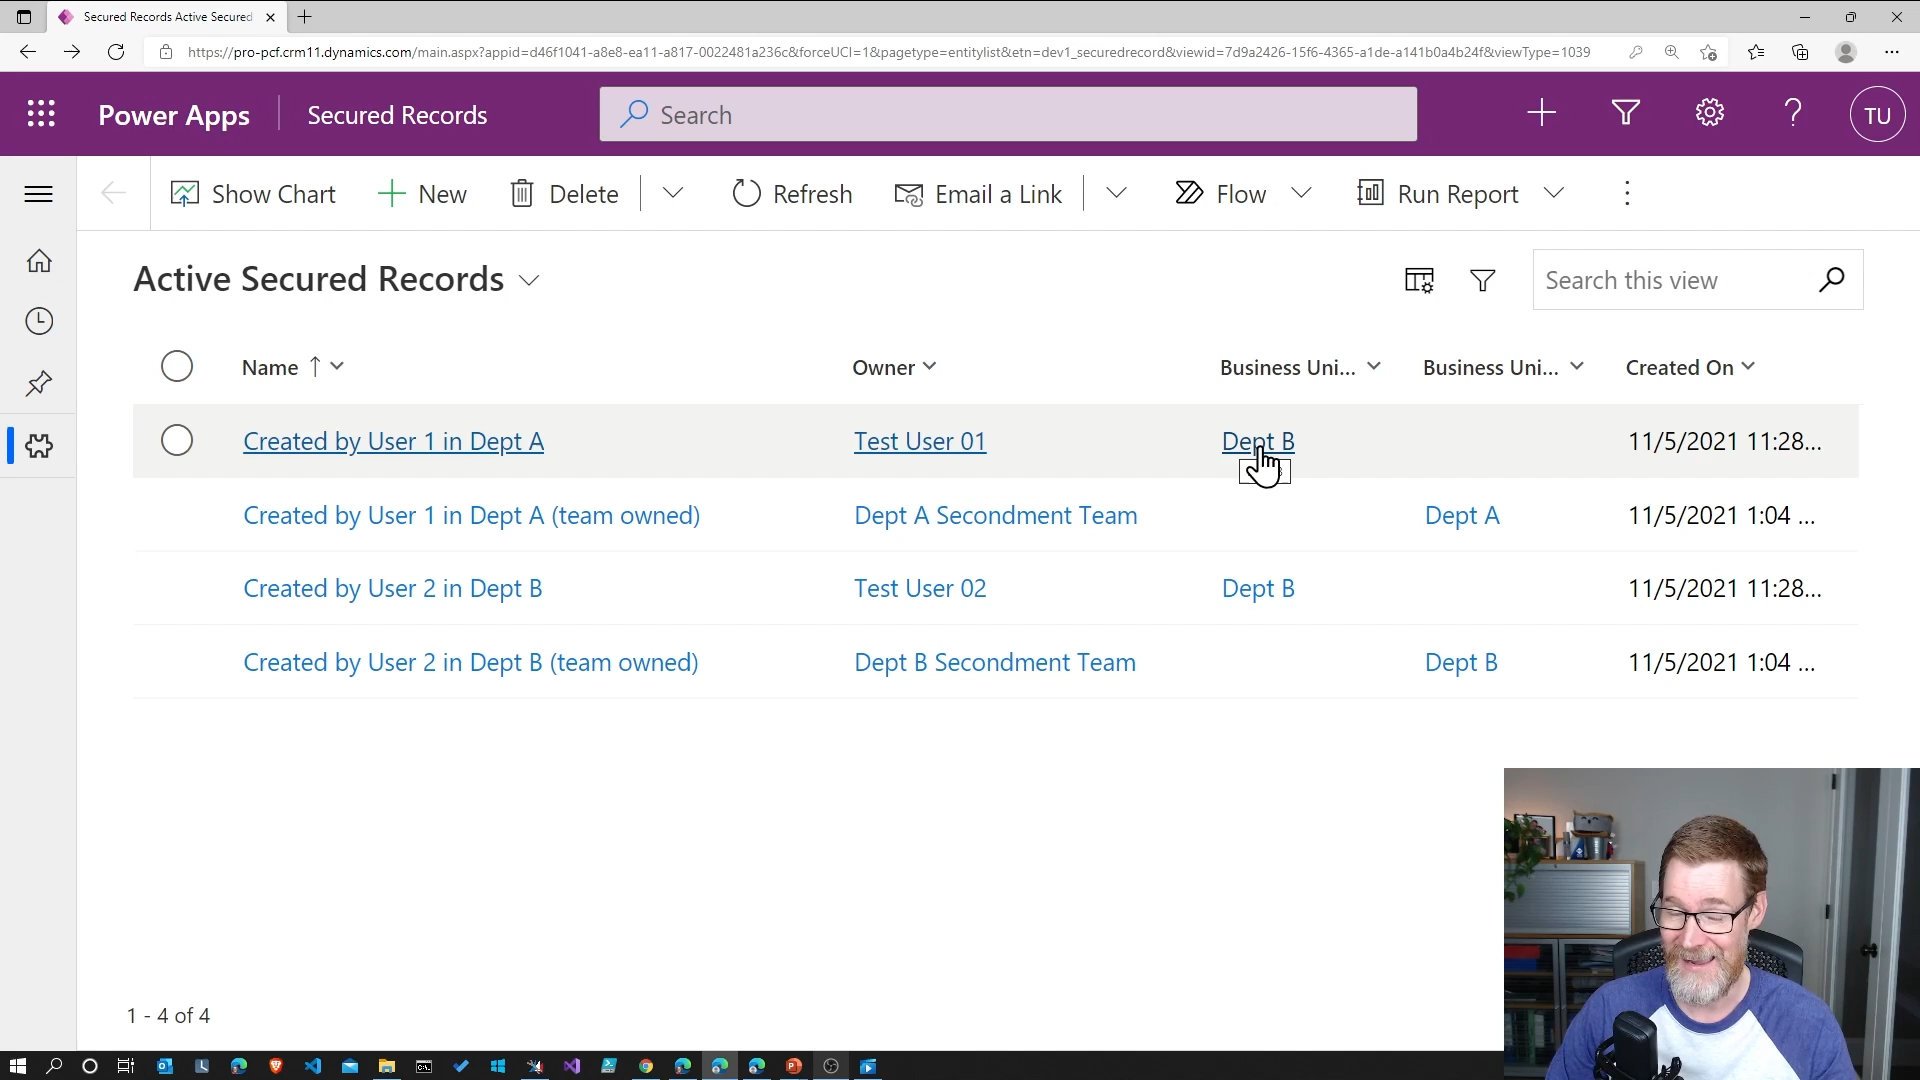 Secured Records Active Secured
https://pro-pcf.crm11.dynamics.com/main.aspx?appid=d46f1041-a8e8-ea11-a817-0022481a236c&forceUCI=1&pagetype=entitylist&etn=dev1_securedrecord&viewid=7d9a2426-15f6-4365-a1de-a141b0a4b24f&viewType=1039
Power Apps Secured Records Search TU
Show Chart New Delete Refresh Email a Link Flow Run Report
Active Secured Records Search this view
Name Owner Business Uni... Business Uni... Created On
Created by User 1 in Dept A Test User 01 Dept B 11/5/2021 11:28...
Created by User 1 in Dept A (team owned) Dept A Secondment Team Dept A 11/5/2021 1:04 ...
Created by User 2 in Dept B Test User 02 Dept B 11/5/2021 11:28...
Created by User 2 in Dept B (team owned) Dept B Secondment Team Dept B 11/5/2021 1:04 ...
1 - 4 of 4